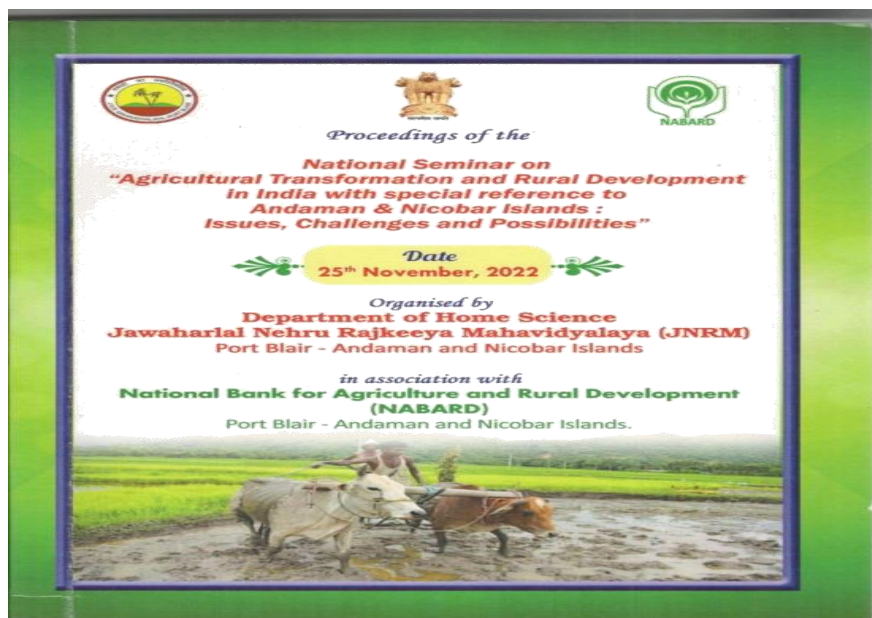 NABARD
Proceedings of the
National Seminar on
“Agricultural Transformation and Rural Development
in India with special reference to
Andaman & Nicobar Islands :
Issues, Challenges and Possibilities”
Date
25th November, 2022
Organised by
Department of Home Science
Jawaharlal Nehru Rajkeeya Mahavidyalaya (JNRM)
Port Blair - Andaman and Nicobar Islands
in association with
National Bank for Agriculture and Rural Development
(NABARD)
Port Blair - Andaman and Nicobar Islands.